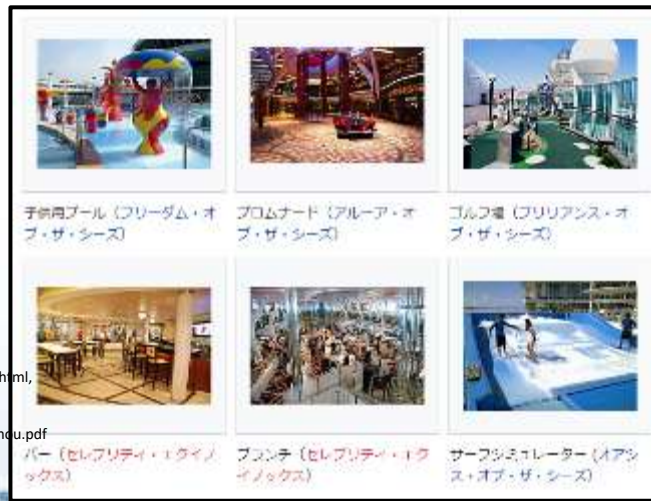 子供用プール（フリーダム・オ
ブ・ザ・シーズ）
プロムナード（アルーア・オ
ブ・ザ・シーズ）
ゴルフ場（ブリリアンス・オ
ブ・ザ・シーズ）
html,
hou.pdf
バー（セレブリティ・イクイノ
ックス）
ブランチ（セレブリティ・イク
イノックス）
サーフシミュレーター（オアシ
ス・オブ・ザ・シーズ）